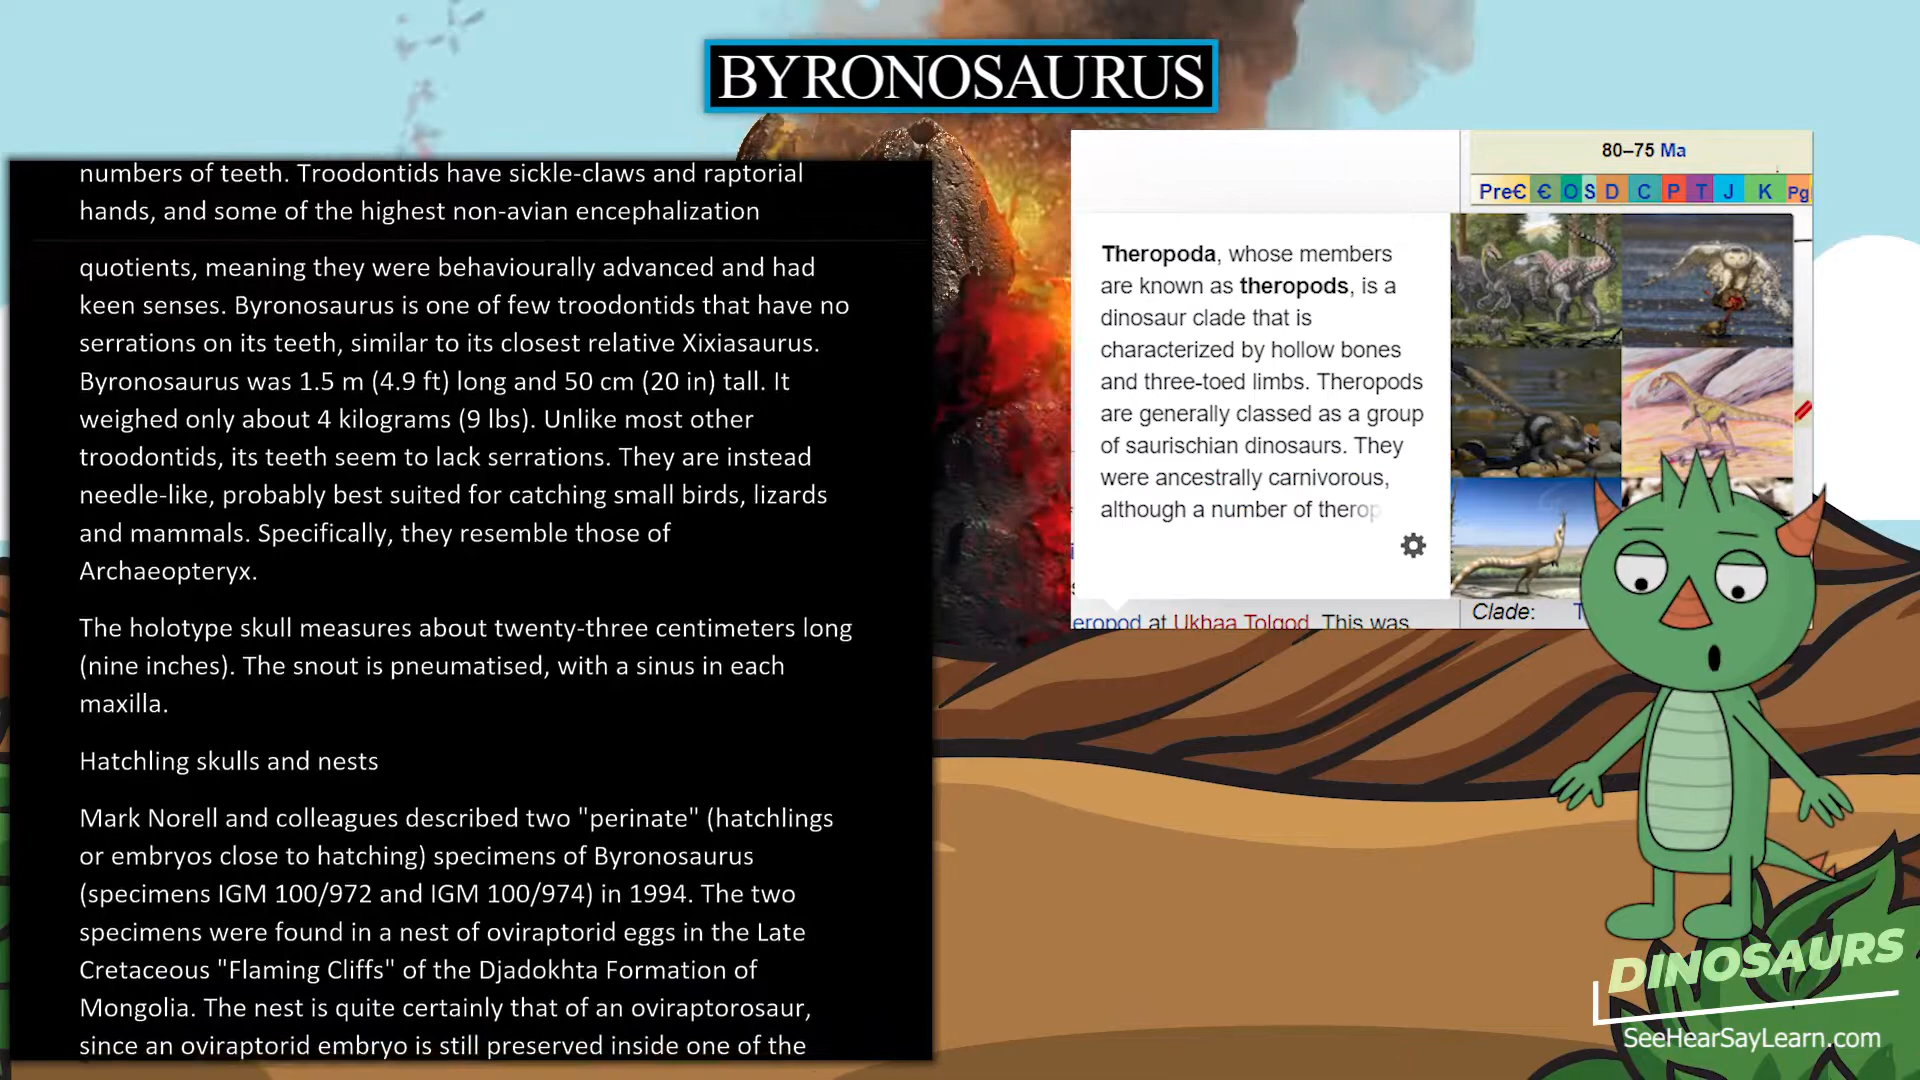 BYRONOSAURUS
numbers of teeth. Troodontids have sickle-claws and raptorial
hands, and some of the highest non-avian encephalization
quotients, meaning they were behaviourally advanced and had
keen senses. Byronosaurus is one of few troodontids that have no
serrations on its teeth, similar to its closest relative Xixiasaurus.
Byronosaurus was 1.5 m (4.9 ft) long and 50 cm (20 in) tall. It
weighed only about 4 kilograms (9 lbs). Unlike most other
troodontids, its teeth seem to lack serrations. They are instead
needle-like, probably best suited for catching small birds, lizards
and mammals. Specifically, they resemble those of
Archaeopteryx.
The holotype skull measures about twenty-three centimeters long
(nine inches). The snout is pneumatised, with a sinus in each
maxilla.
Hatchling skulls and nests
Mark Norell and colleagues described two "perinate" (hatchlings
or embryos close to hatching) specimens of Byronosaurus
(specimens IGM 100/972 and IGM 100/974) in 1994. The two
specimens were found in a nest of oviraptorid eggs in the Late
Cretaceous "Flaming Cliffs" of the Djadokhta Formation of
Mongolia. The nest is quite certainly that of an oviraptorosaur,
since an oviraptorid embryo is still preserved inside one of the
80–75 Ma
Pre€ € O S D C P T J K Pg
Theropoda, whose members
are known as theropods, is a
dinosaur clade that is
characterized by hollow bones
and three-toed limbs. Theropods
are generally classed as a group
of saurischian dinosaurs. They
were ancestrally carnivorous,
although a number of therop
eropod at Ukhaa Tolgod. This was
Clade: T
DINOSAURS
SeeHearSayLearn.com